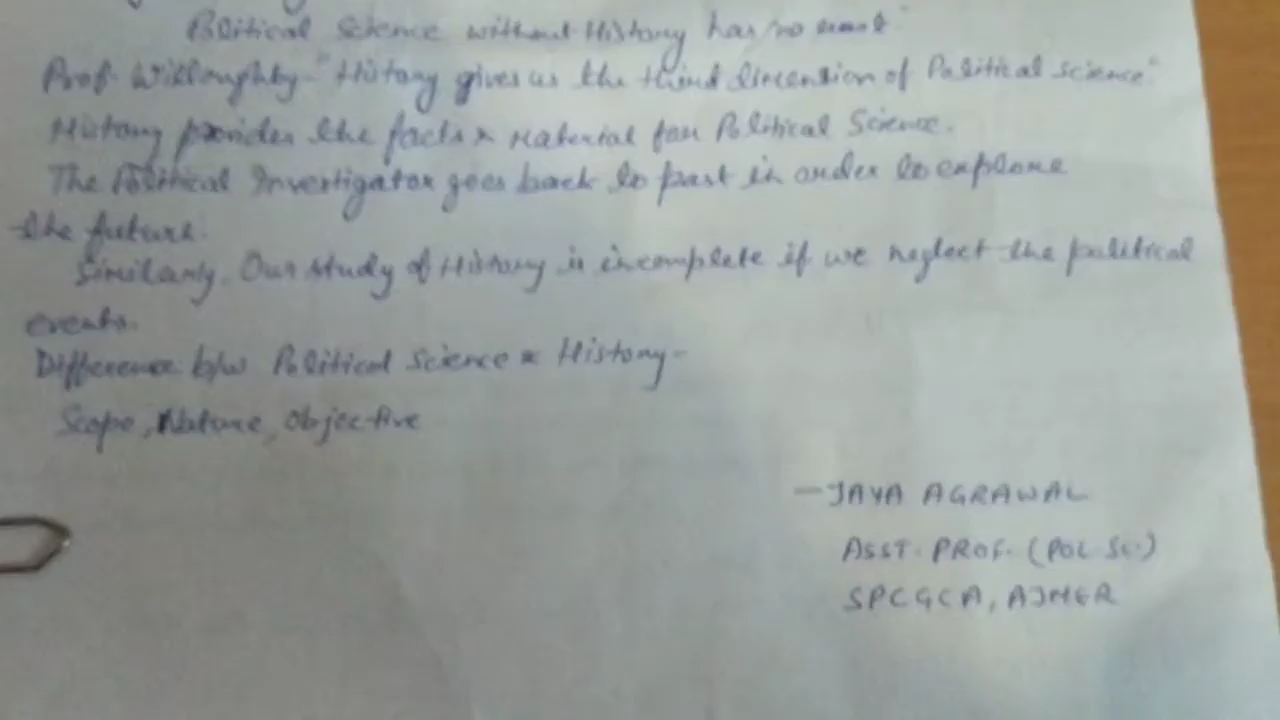 Political Science without History has no root"
Prof. Willoughby-"History gives us the third dimension of Political science"
History provides the facts & material for Political Science.
The Political Investigator goes back to past in order to explore
the future.
Similarly, Our study of History is incomplete if we neglect the political
events.
Difference b/w Political Science & History-
Scope, Nature, Objective
-JAYA AGRAWAL
ASST. PROF. (POL.SC.)
SPCGCA, AJMER